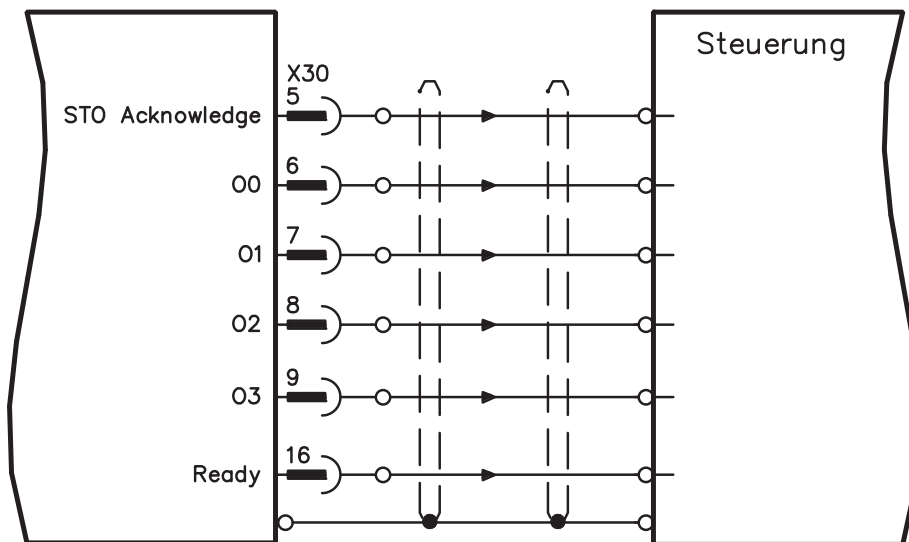 Steuerung
X30
STO Acknowledge 5
O0 6
O1 7
O2 8
O3 9
Ready 16